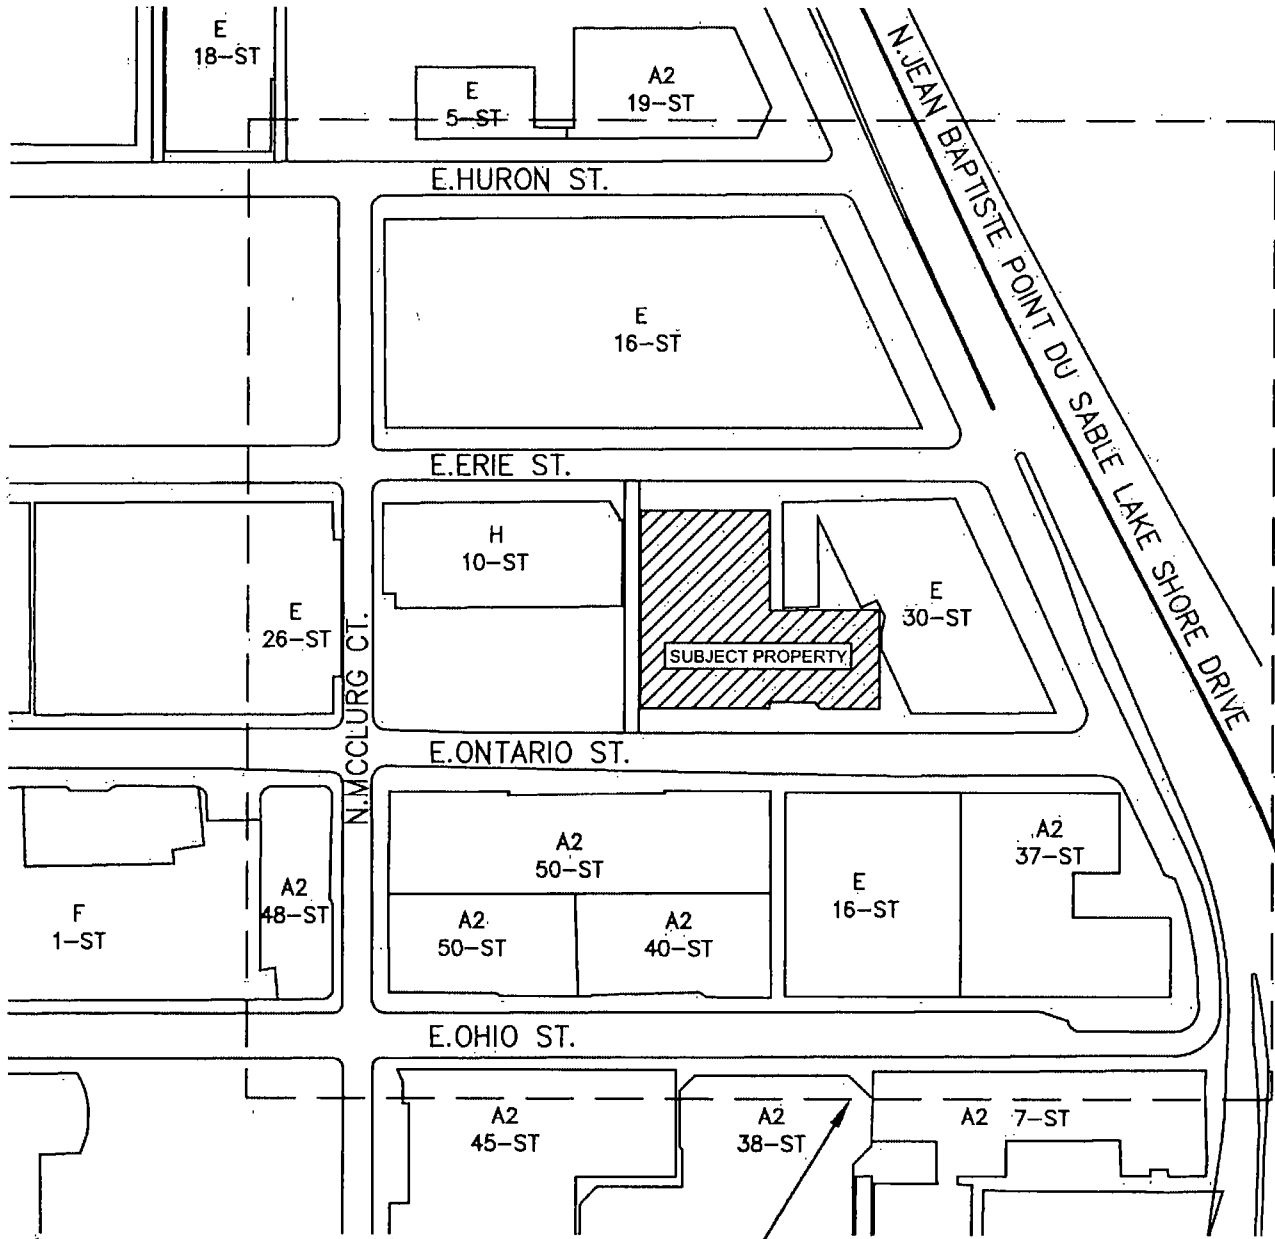 E
18-ST
E
5-ST
A2
19-ST
N.JEAN BAPTISTE POINT DU SABLE LAKE SHORE DRIVE
E.HURON ST.
E
16-ST
E.ERIE ST.
H
10-ST
E
26-ST
E
30-ST
SUBJECT PROPERTY
N.MCCLURG CT.
E.ONTARIO ST.
A2
50-ST
A2
37-ST
F
1-ST
A2
48-ST
A2
50-ST
A2
40-ST
E
16-ST
E.OHIO ST.
A2
45-ST
A2
38-ST
A2 7-ST